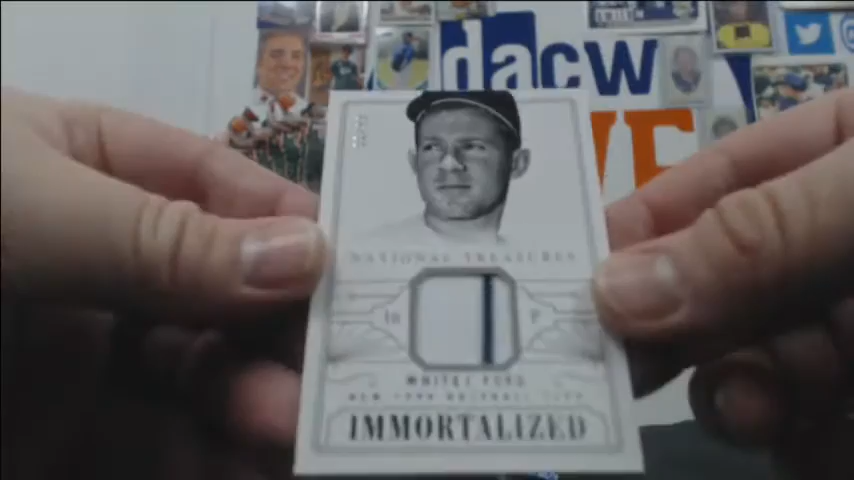 dacw
NATIONAL TREASURES
P
WHITEY FORD
NEW YORK BASEBALL CLUB
IMMORTALIZED